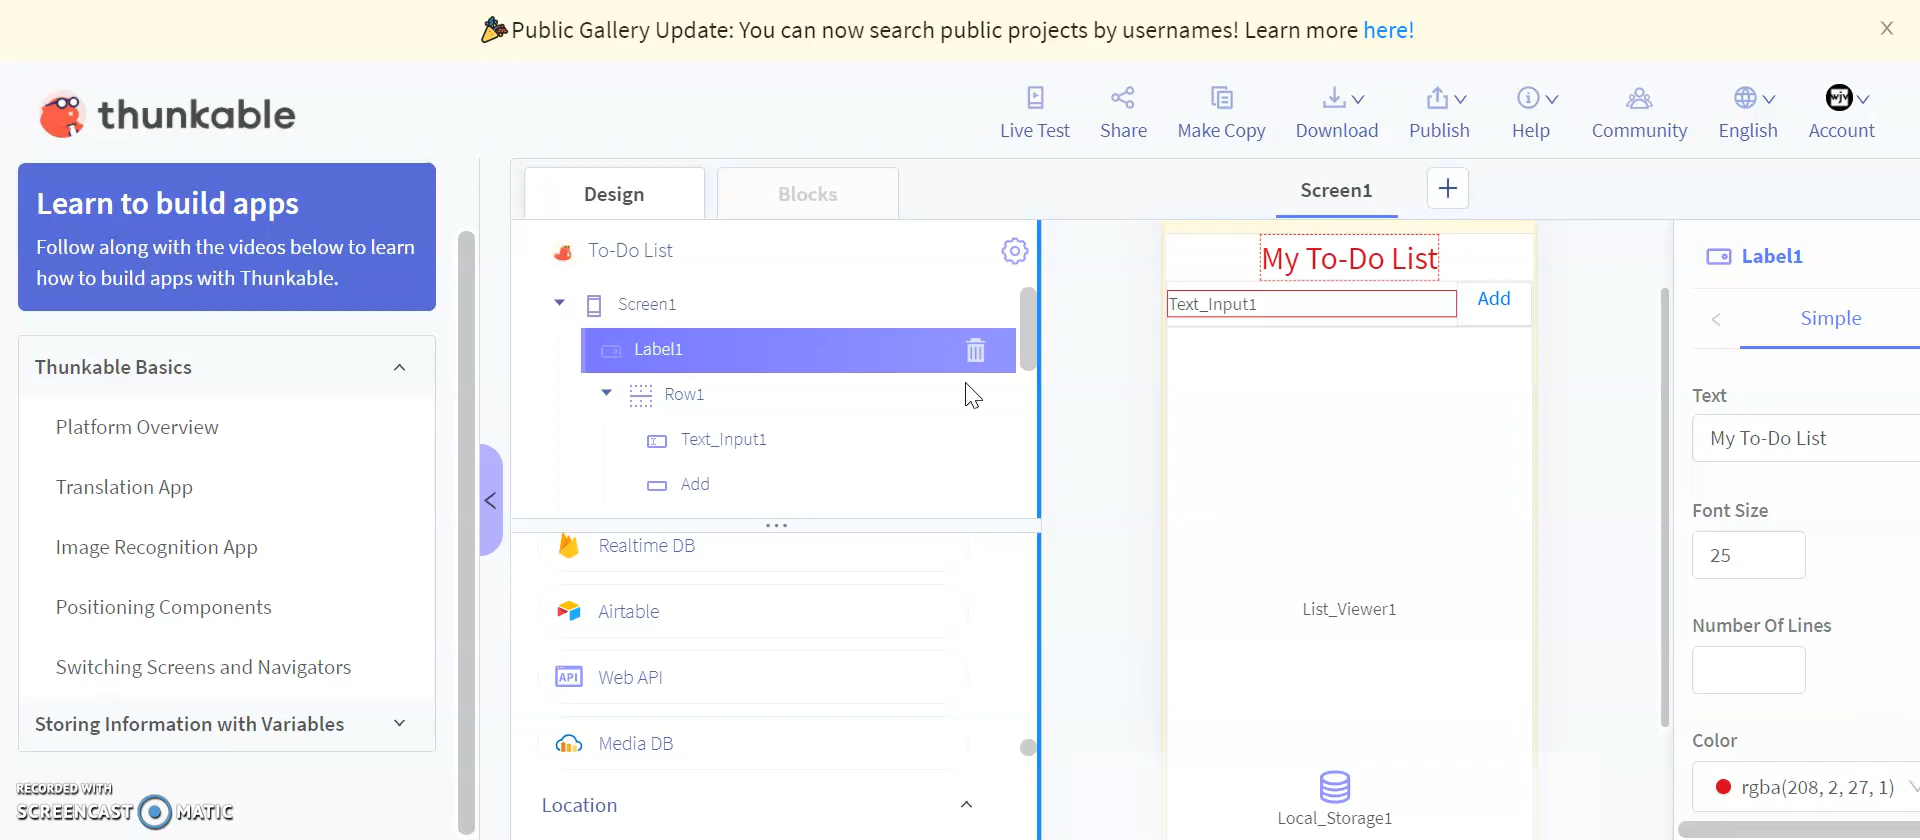 Public Gallery Update: You can now search public projects by usernames! Learn more here!
X
thunkable
Live Test
Share
Make Copy
Download
Publish
Help
Community
English
wjv
Account
Learn to build apps
Follow along with the videos below to learn
how to build apps with Thunkable.
Thunkable Basics
Platform Overview
Translation App
Image Recognition App
Positioning Components
Switching Screens and Navigators
Storing Information with Variables
RECORDED WITH
SCREENCAST MATIC
Design
Blocks
To-Do List
Screen1
Label1
Row1
Text_Input1
Add
Realtime DB
Airtable
API
Web API
Media DB
Location
Screen1
My To-Do List
Text_Input1
Add
List_Viewer1
Local_Storage1
Label1
Simple
Text
My To-Do List
Font Size
25
Number Of Lines
Color
rgba(208, 2, 27, 1)